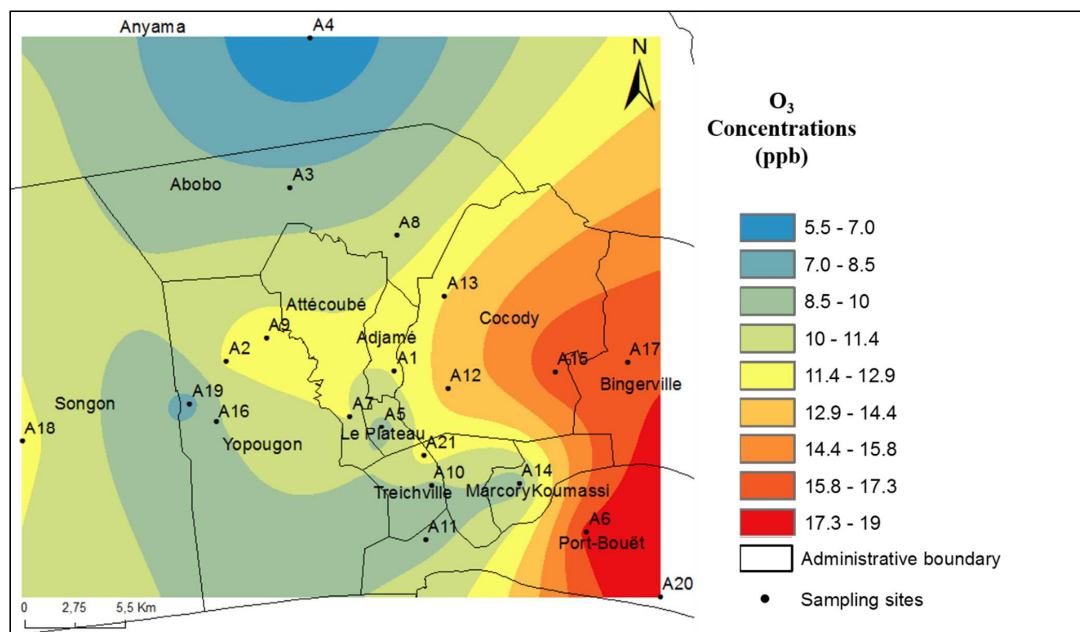 Anyama
A4
N
Abobo
A3
A8
A13
Attécoubé
Cocody
A9
Adjamé
A2
A1
A15
A17
A12
Bingerville
Songon
A19
A16
A7
A5
A18
Yopougon
Le Plateau
A21
A10
A14
Treichville
Marcory
Koumassi
A11
A6
Port-Bouët
A20
0 2,75 5,5 Km
O3
Concentrations
(ppb)
5.5 - 7.0
7.0 - 8.5
8.5 - 10
10 - 11.4
11.4 - 12.9
12.9 - 14.4
14.4 - 15.8
15.8 - 17.3
17.3 - 19
Administrative boundary
Sampling sites